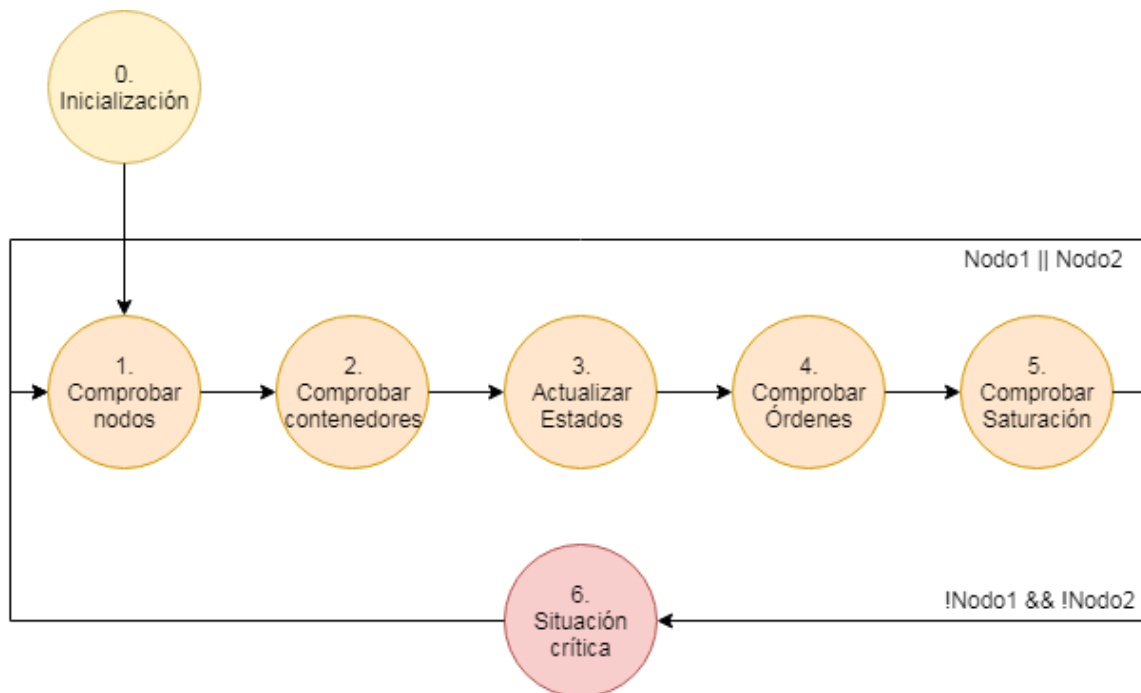 0.
Inicialización
Nodo1 || Nodo2
1.
Comprobar
nodos
2.
Comprobar
contenedores
3.
Actualizar
Estados
4.
Comprobar
Órdenes
5.
Comprobar
Saturación
6.
Situación
crítica
!Nodo1 && !Nodo2